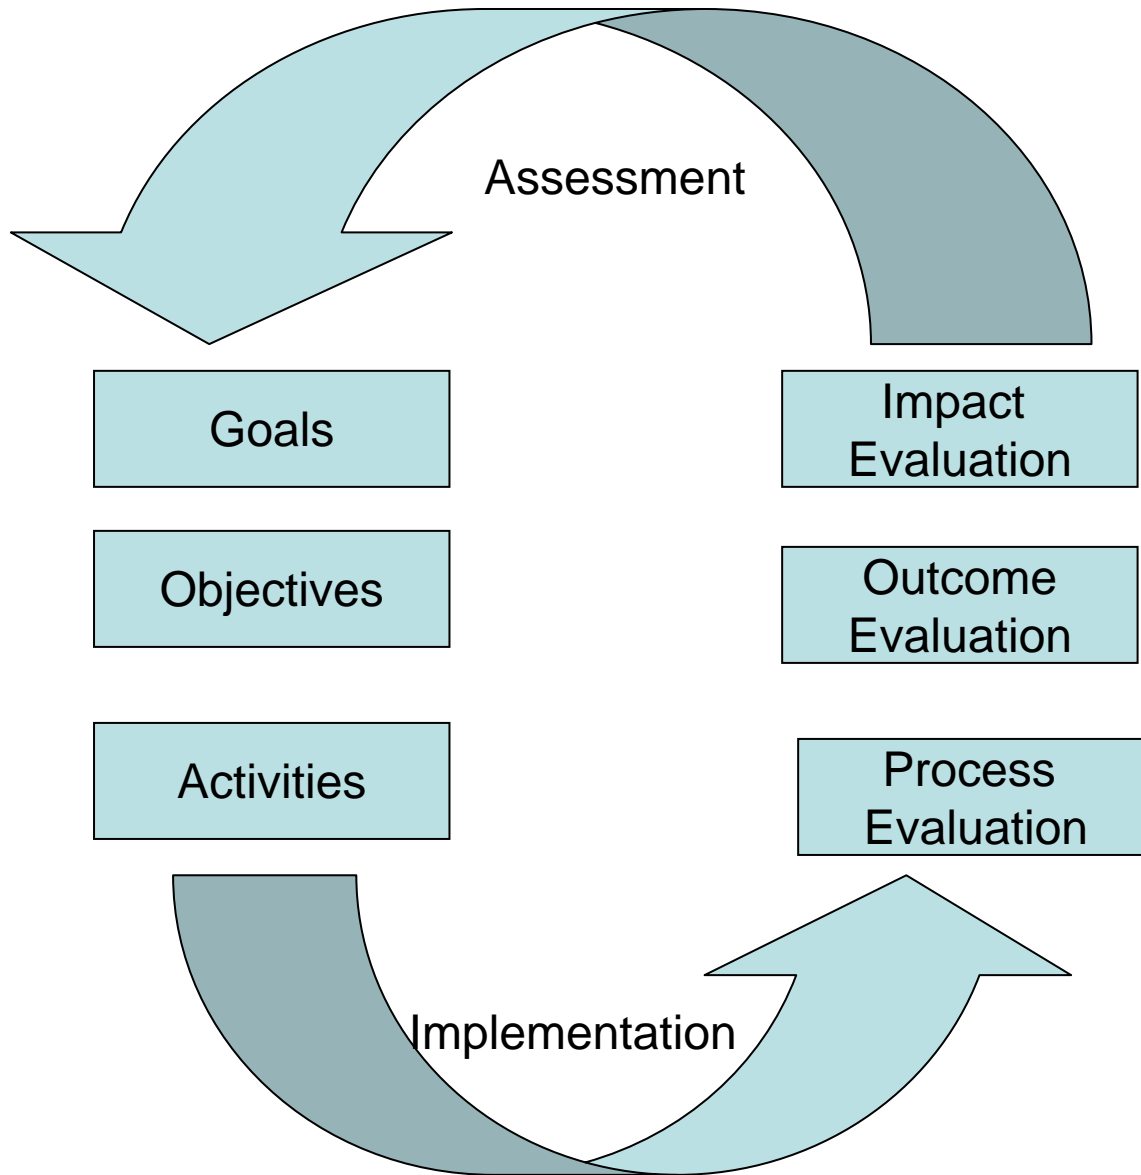 Assessment
Goals
Impact
Evaluation
Objectives
Outcome
Evaluation
Activities
Process
Evaluation
Implementation